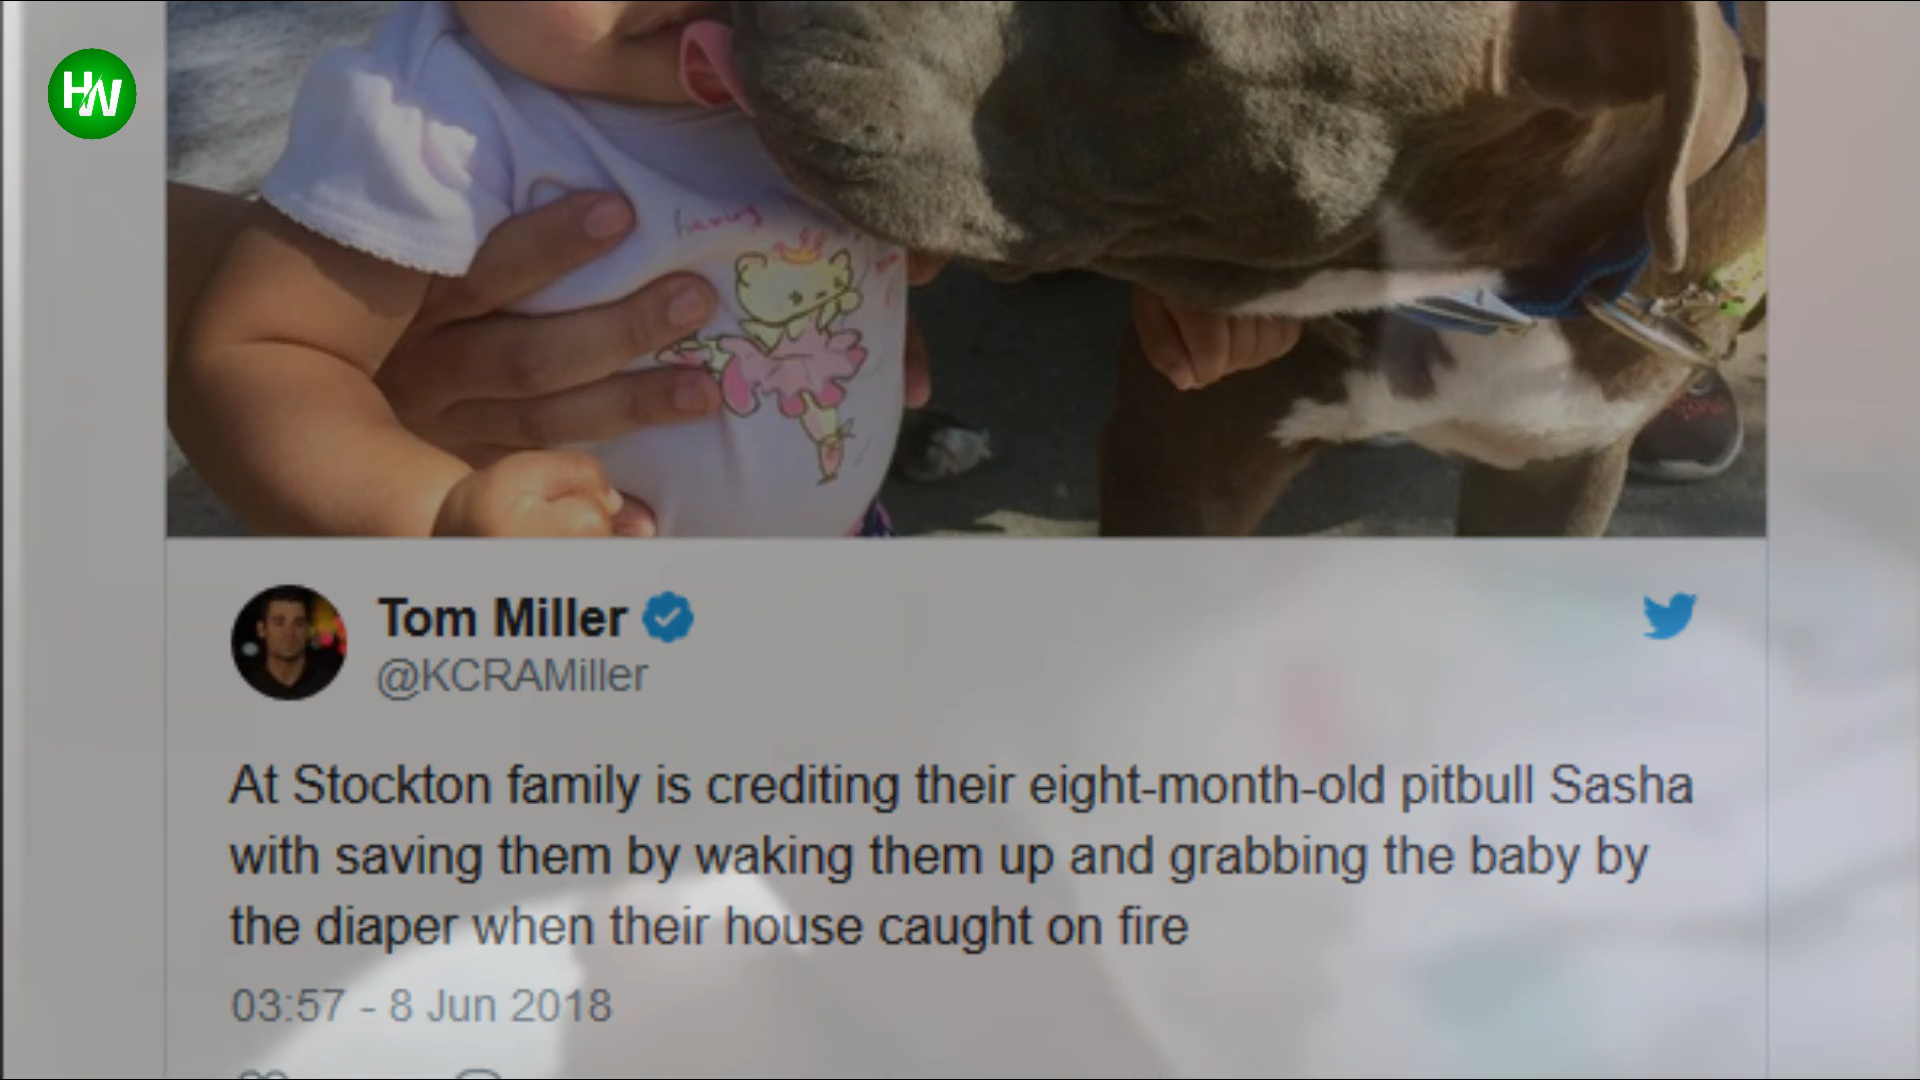 HW
Tom Miller
@KCRAMiller
At Stockton family is crediting their eight-month-old pitbull Sasha
with saving them by waking them up and grabbing the baby by
the diaper when their house caught on fire
03:57 - 8 Jun 2018